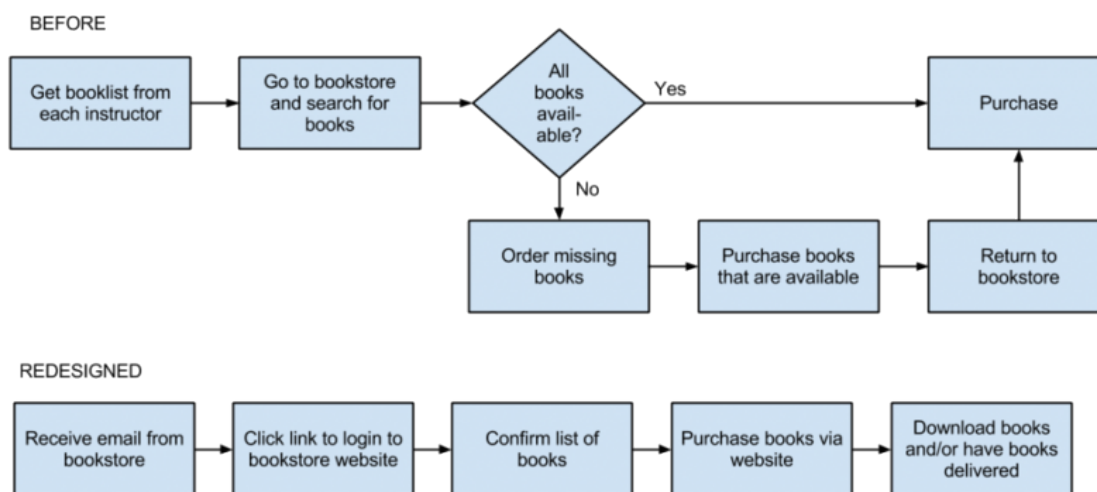 BEFORE
Get booklist from
each instructor
Go to bookstore
and search for
books
All
books
avail-
able?
Yes
Purchase
No
Order missing
books
Purchase books
that are available
Return to
bookstore
REDESIGNED
Receive email from
bookstore
Click link to login to
bookstore website
Confirm list of
books
Purchase books via
website
Download books
and/or have books
delivered